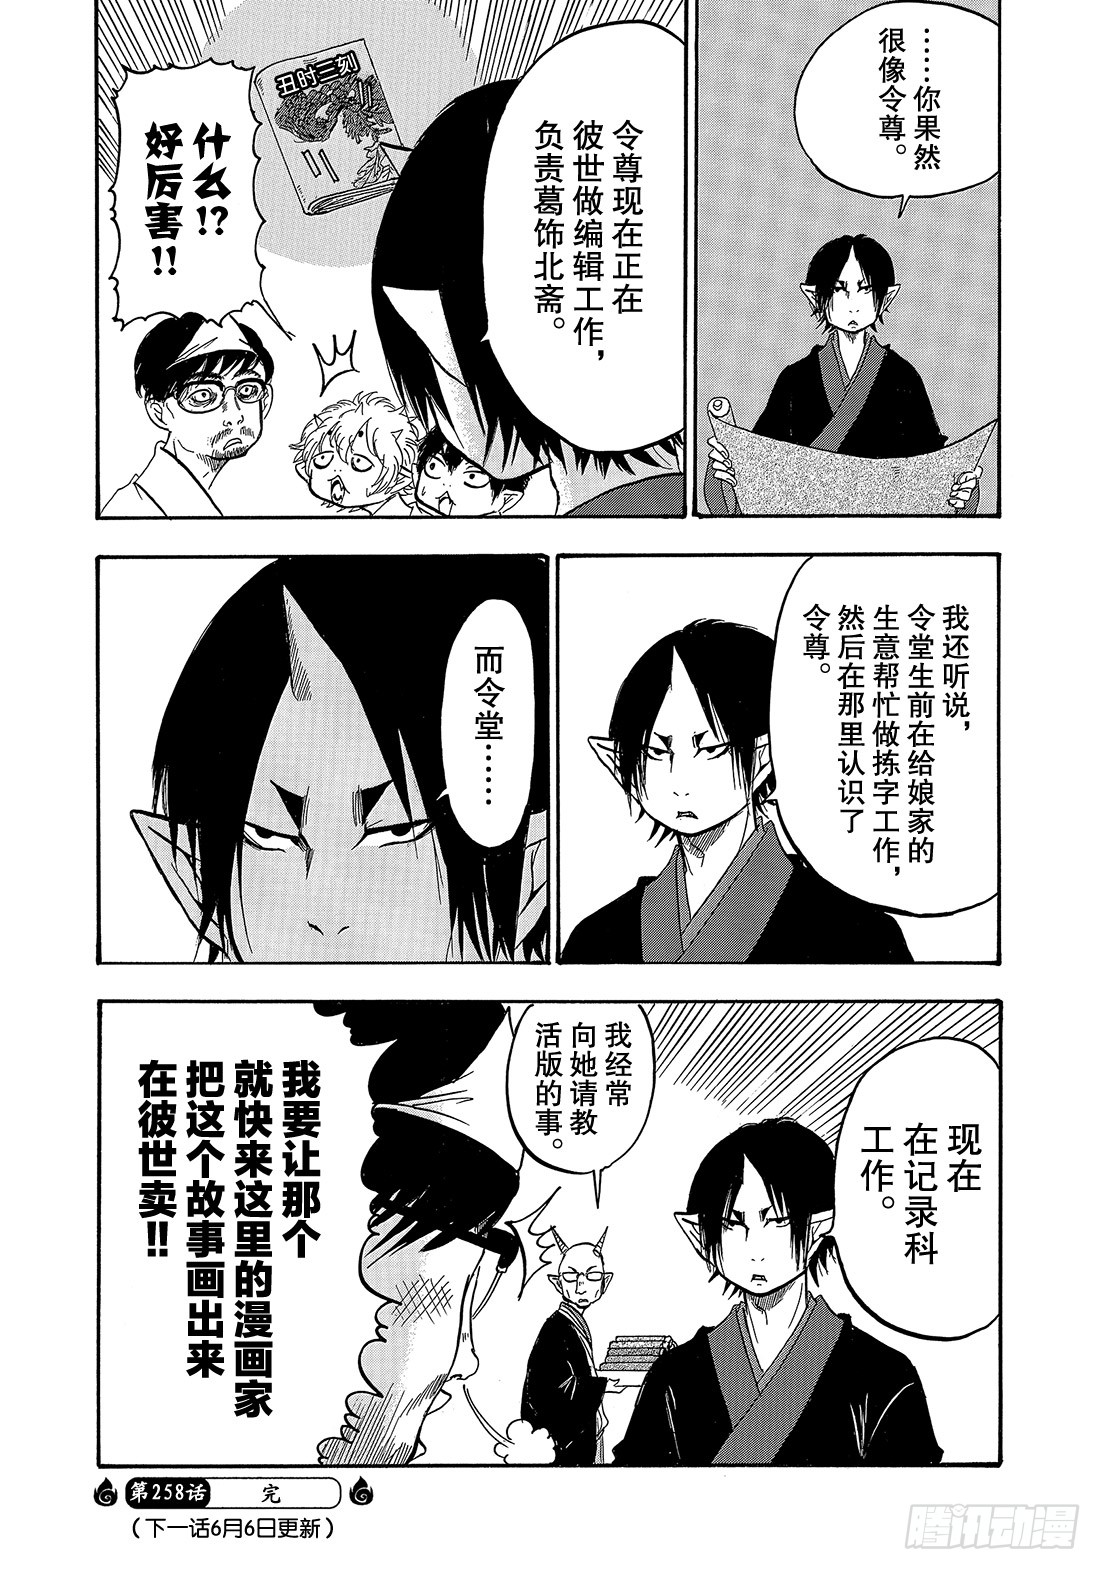 ……你果然
很像令尊。
令尊现在正在
彼世做编辑工作，
负责葛饰北斋。
丑时三刻
什么!?
好厉害!!
我还听说，
令堂生前在给娘家的
生意帮忙做拣字工作，
然后在那里认识了
令尊。
而令堂……
现在
在记录科
工作。
我经常
向她请教
活版的事。
我要让那个
就快来这里的漫画家
把这个故事画出来
在彼世卖!!
第258话 完
（下一话6月6日更新）
腾讯动漫